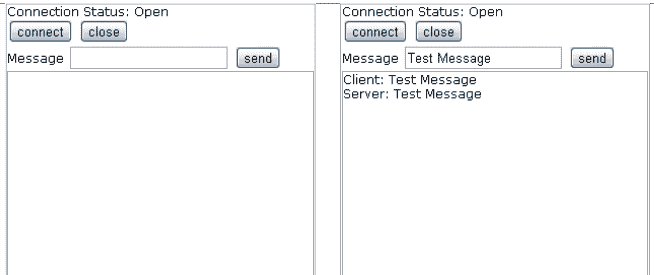 Connection Status: Open
connect close
Message send
Connection Status: Open
connect close
Message Test Message send
Client: Test Message
Server: Test Message